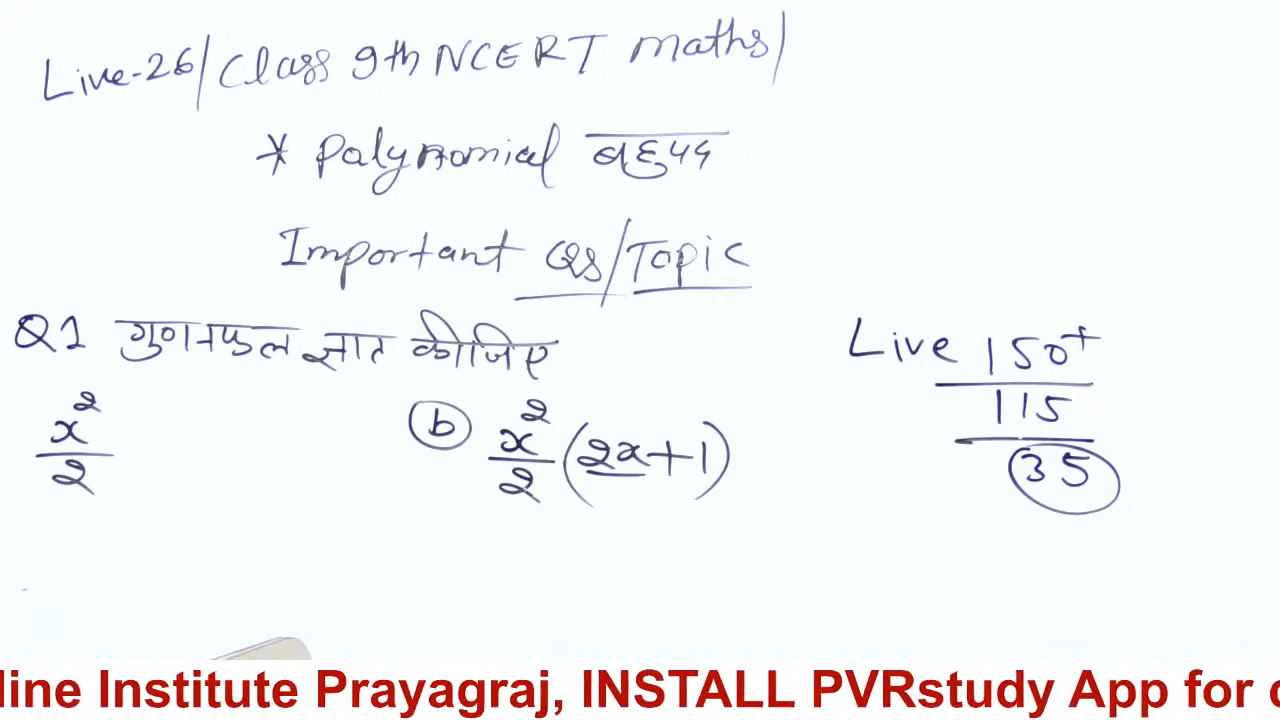 Live-26/Class 9th NCERT maths/
* Polynomial बहुपद
Important Qs/Topic
Q1 गुणनफल ज्ञात कीजिए
x²/2
(b) x²/2 (2x+1)
Live 150+
115
35
line Institute Prayagraj, INSTALL PVRstudy App for